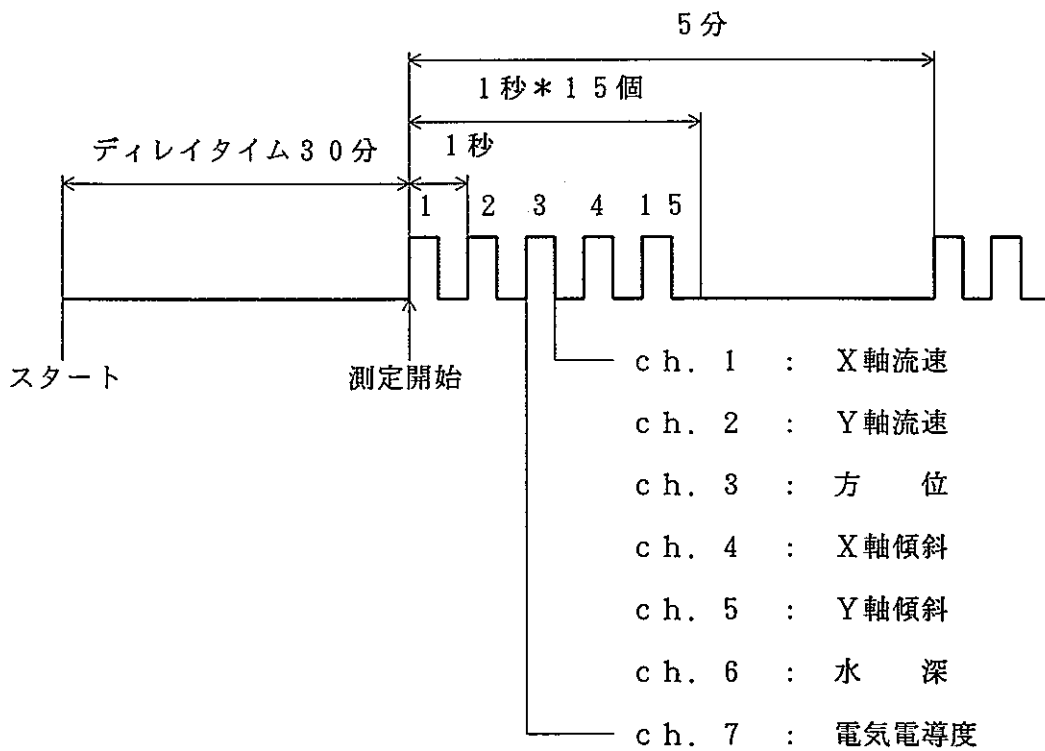 5分
1秒*15個
ディレイタイム30分 1秒
1 2 3 4 15
スタート 測定開始
ch. 1 : X軸流速
ch. 2 : Y軸流速
ch. 3 : 方 位
ch. 4 : X軸傾斜
ch. 5 : Y軸傾斜
ch. 6 : 水 深
ch. 7 : 電気電導度